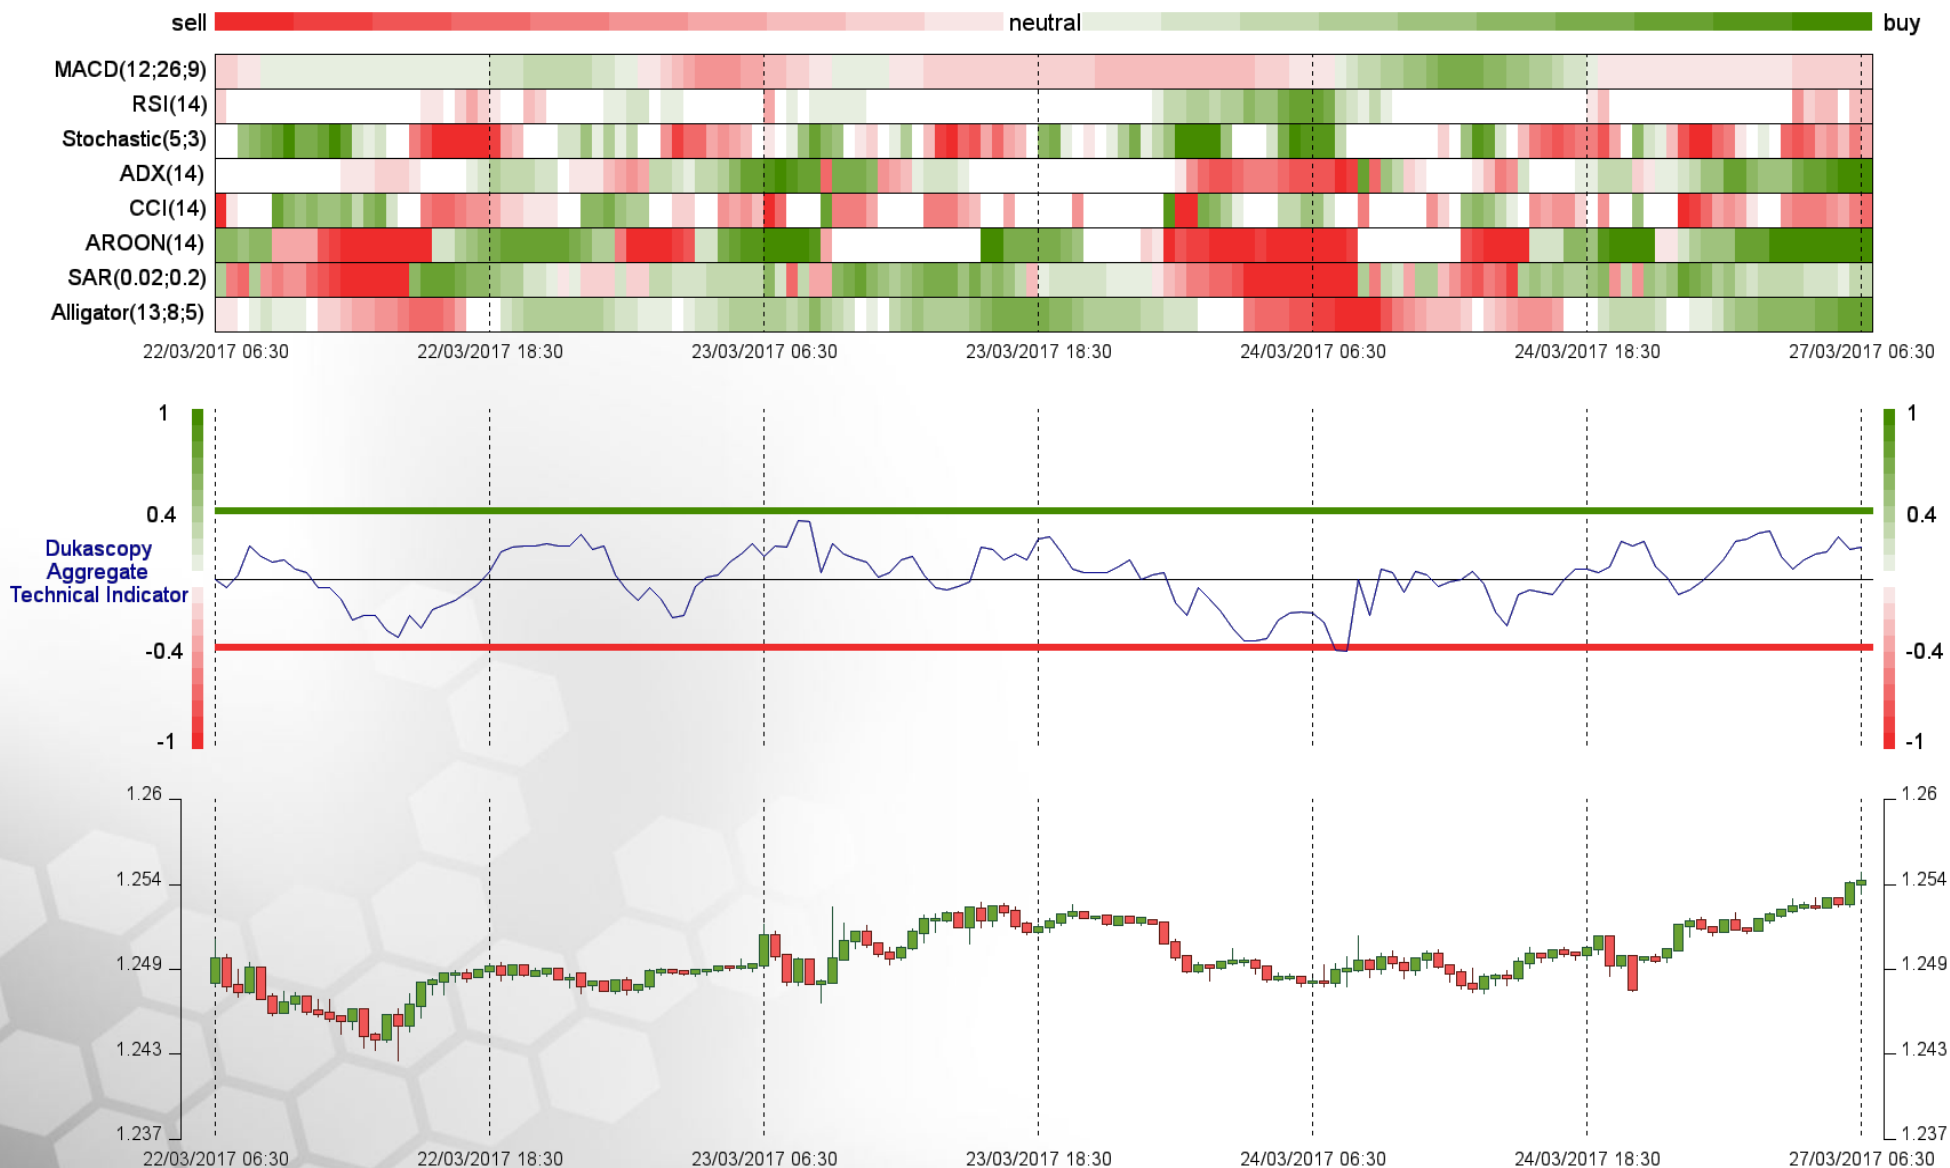 sell neutral buy
MACD(12;26;9)
RSI(14)
Stochastic(5;3)
ADX(14)
CCI(14)
AROON(14)
SAR(0.02;0.2)
Alligator(13;8;5)
22/03/2017 06:30 22/03/2017 18:30 23/03/2017 06:30 23/03/2017 18:30 24/03/2017 06:30 24/03/2017 18:30 27/03/2017 06:30
1 1
0.4 0.4
Dukascopy
Aggregate
Technical Indicator
-0.4 -0.4
-1 -1
1.26 1.26
1.254 1.254
1.249 1.249
1.243 1.243
1.237 1.237
22/03/2017 06:30 22/03/2017 18:30 23/03/2017 06:30 23/03/2017 18:30 24/03/2017 06:30 24/03/2017 18:30 27/03/2017 06:30